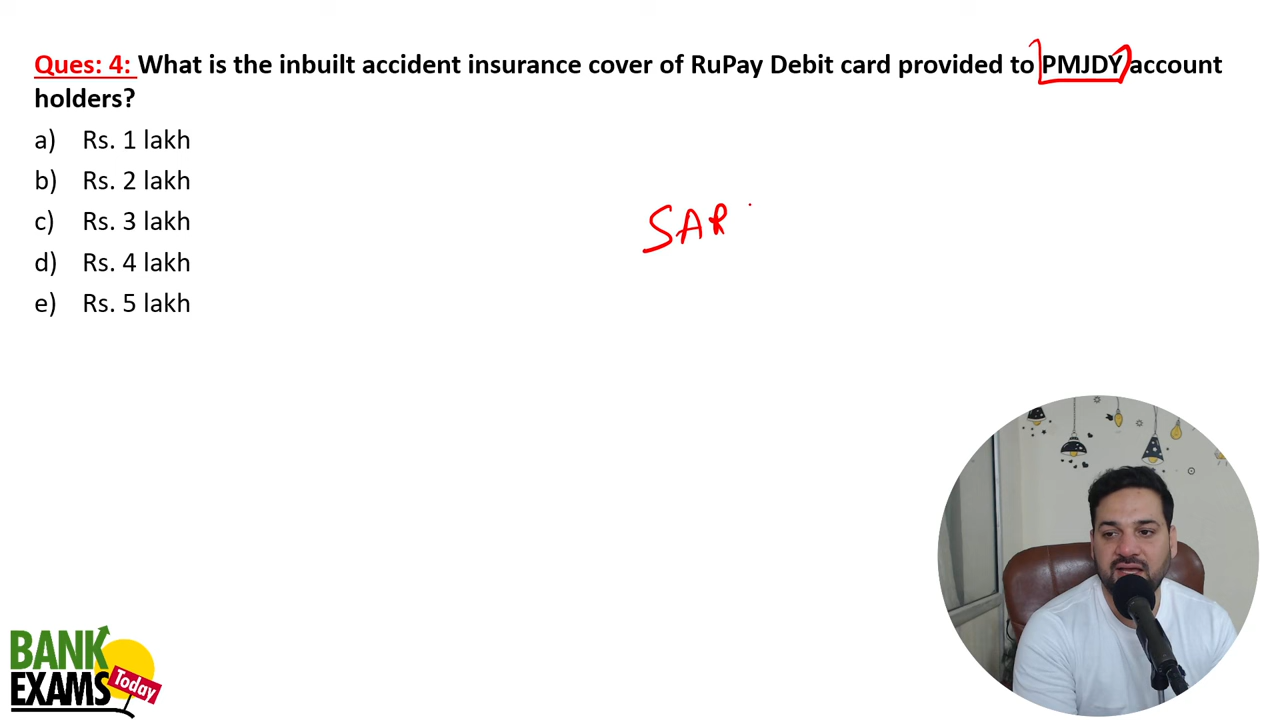 Ques: 4: What is the inbuilt accident insurance cover of RuPay Debit card provided to PMJDY account
holders?
a) Rs. 1 lakh
b) Rs. 2 lakh
c) Rs. 3 lakh
d) Rs. 4 lakh
e) Rs. 5 lakh
SAR
BANK
EXAMS
Today